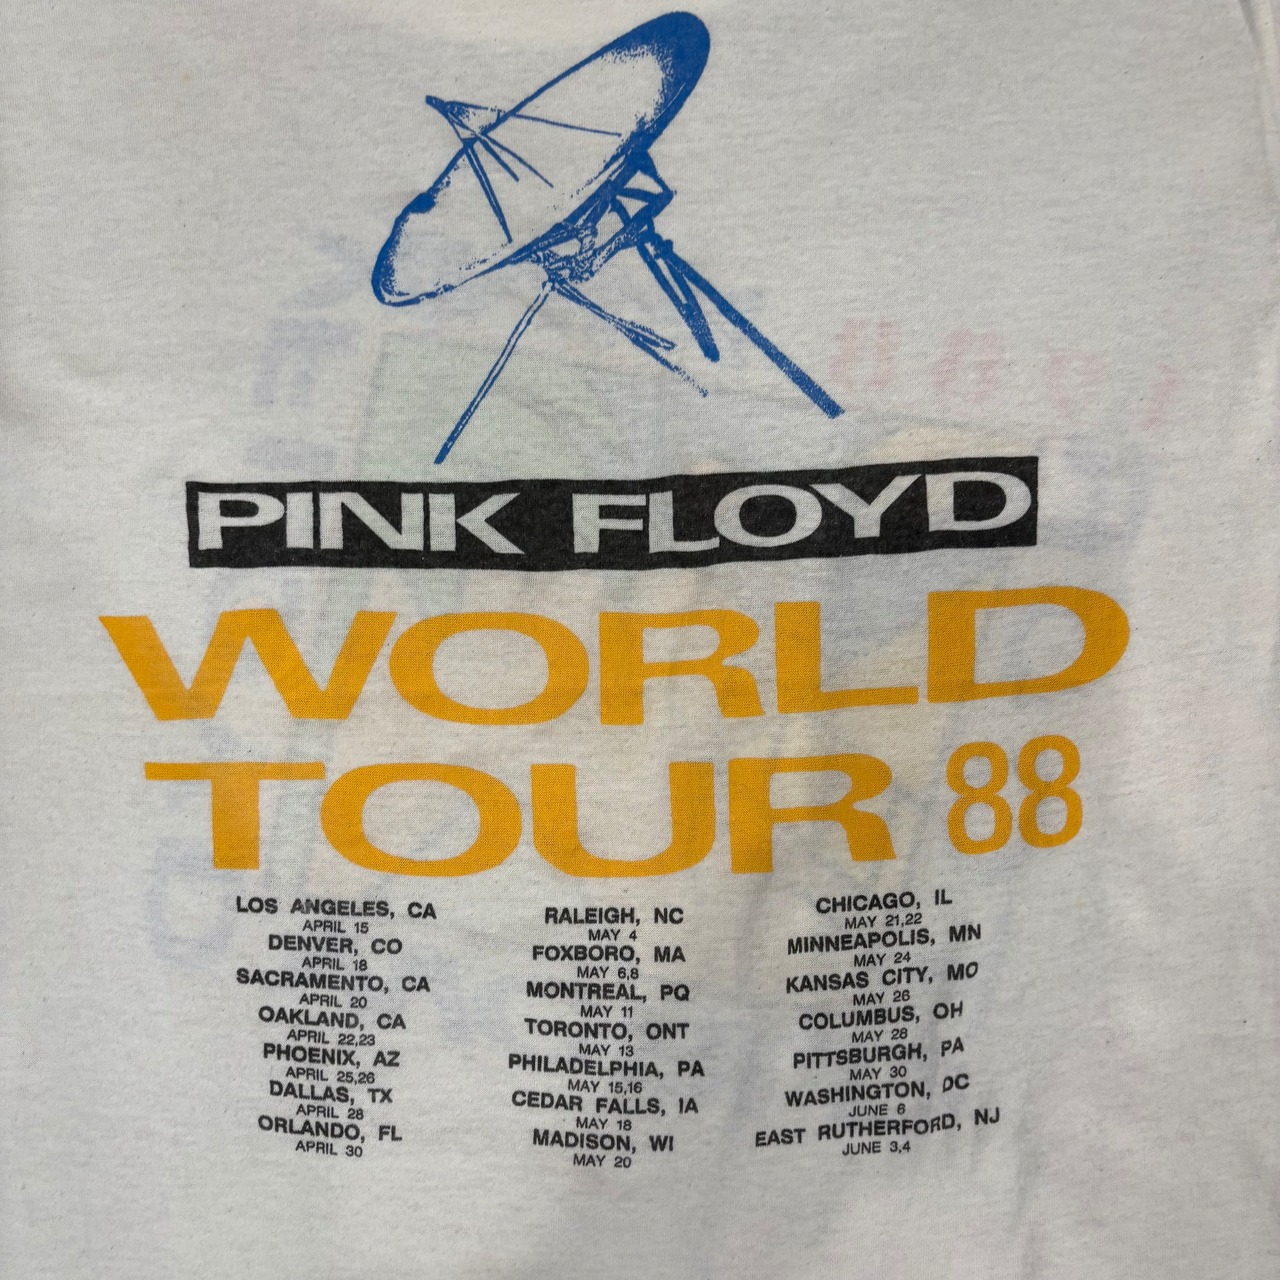 PINK FLOYD
WORLD
TOUR 88
LOS ANGELES, CA
APRIL 15
DENVER, CO
APRIL 18
SACRAMENTO, CA
APRIL 20
OAKLAND, CA
APRIL 22,23
PHOENIX, AZ
APRIL 25,26
DALLAS, TX
APRIL 28
ORLANDO, FL
APRIL 30
RALEIGH, NC
MAY 4
FOXBORO, MA
MAY 6,8
MONTREAL, PQ
MAY 11
TORONTO, ONT
MAY 13
PHILADELPHIA, PA
MAY 15,16
CEDAR FALLS, IA
MAY 18
MADISON, WI
MAY 20
CHICAGO, IL
MAY 21,22
MINNEAPOLIS, MN
MAY 24
KANSAS CITY, MO
MAY 26
COLUMBUS, OH
MAY 28
PITTSBURGH, PA
MAY 30
WASHINGTON, DC
JUNE 6
EAST RUTHERFORD, NJ
JUNE 3,4